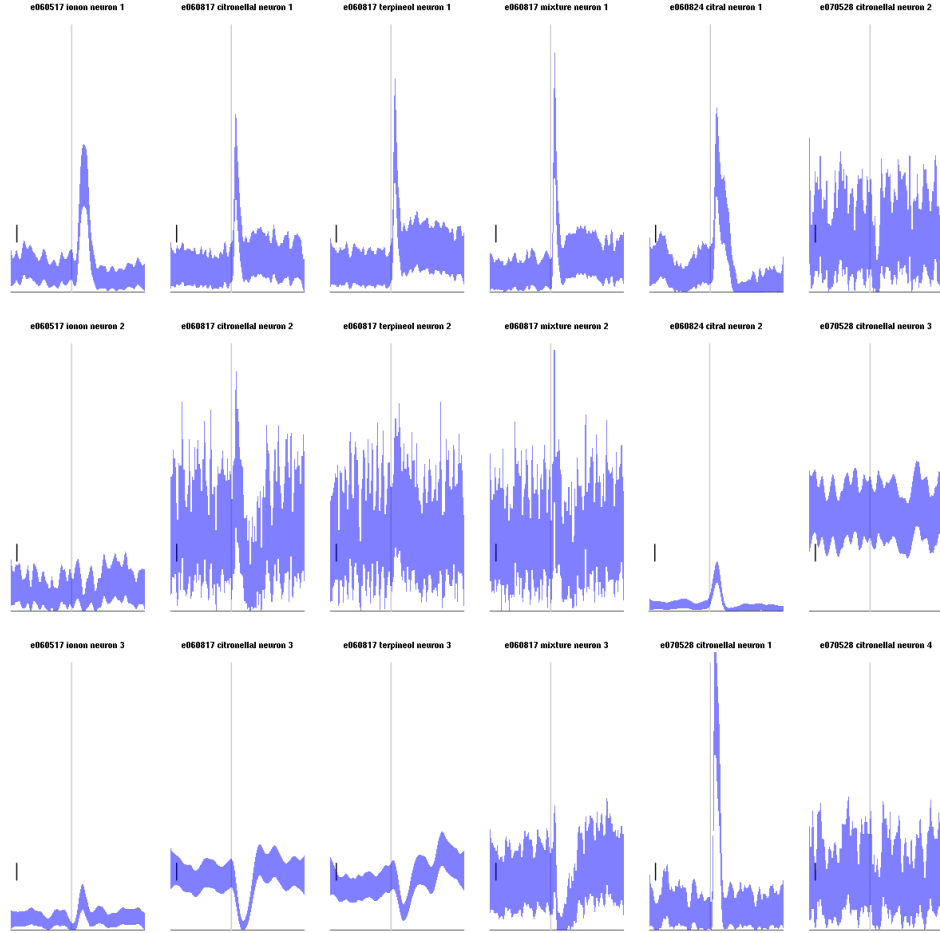 e060517 ionon neuron 1
e060817 citronellal neuron 1
e060817 terpineol neuron 1
e060817 mixture neuron 1
e060824 citral neuron 1
e070528 citronellal neuron 2
e060517 ionon neuron 2
e060817 citronellal neuron 2
e060817 terpineol neuron 2
e060817 mixture neuron 2
e060824 citral neuron 2
e070528 citronellal neuron 3
e060517 ionon neuron 3
e060817 citronellal neuron 3
e060817 terpineol neuron 3
e060817 mixture neuron 3
e070528 citronellal neuron 1
e070528 citronellal neuron 4